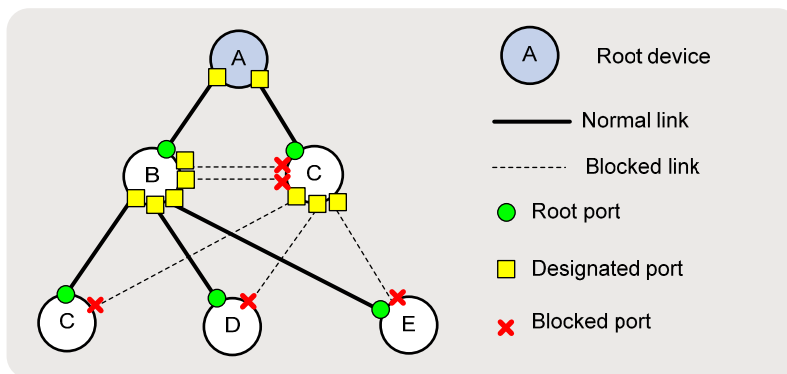 A
B
C
C
D
E
A
Root device
Normal link
Blocked link
Root port
Designated port
Blocked port